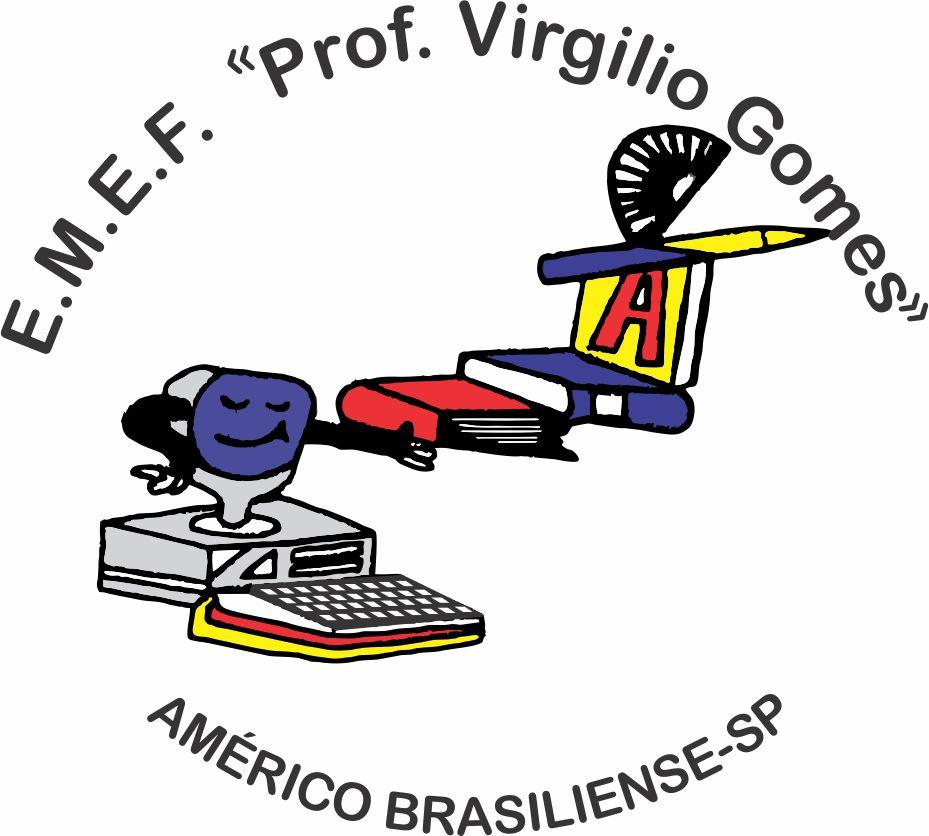 E.M.E.F. «Prof. Virgilio Gomes»
A
AMÉRICO BRASILIENSE-SP